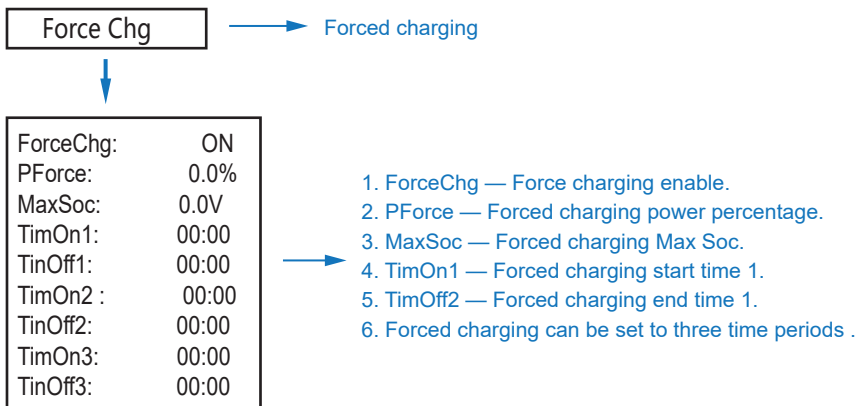 Force Chg
Forced charging
ForceChg: ON
PForce: 0.0%
MaxSoc: 0.0V
TimOn1: 00:00
TinOff1: 00:00
TimOn2 : 00:00
TinOff2: 00:00
TimOn3: 00:00
TinOff3: 00:00
1. ForceChg — Force charging enable.
2. PForce — Forced charging power percentage.
3. MaxSoc — Forced charging Max Soc.
4. TimOn1 — Forced charging start time 1.
5. TimOff2 — Forced charging end time 1.
6. Forced charging can be set to three time periods .